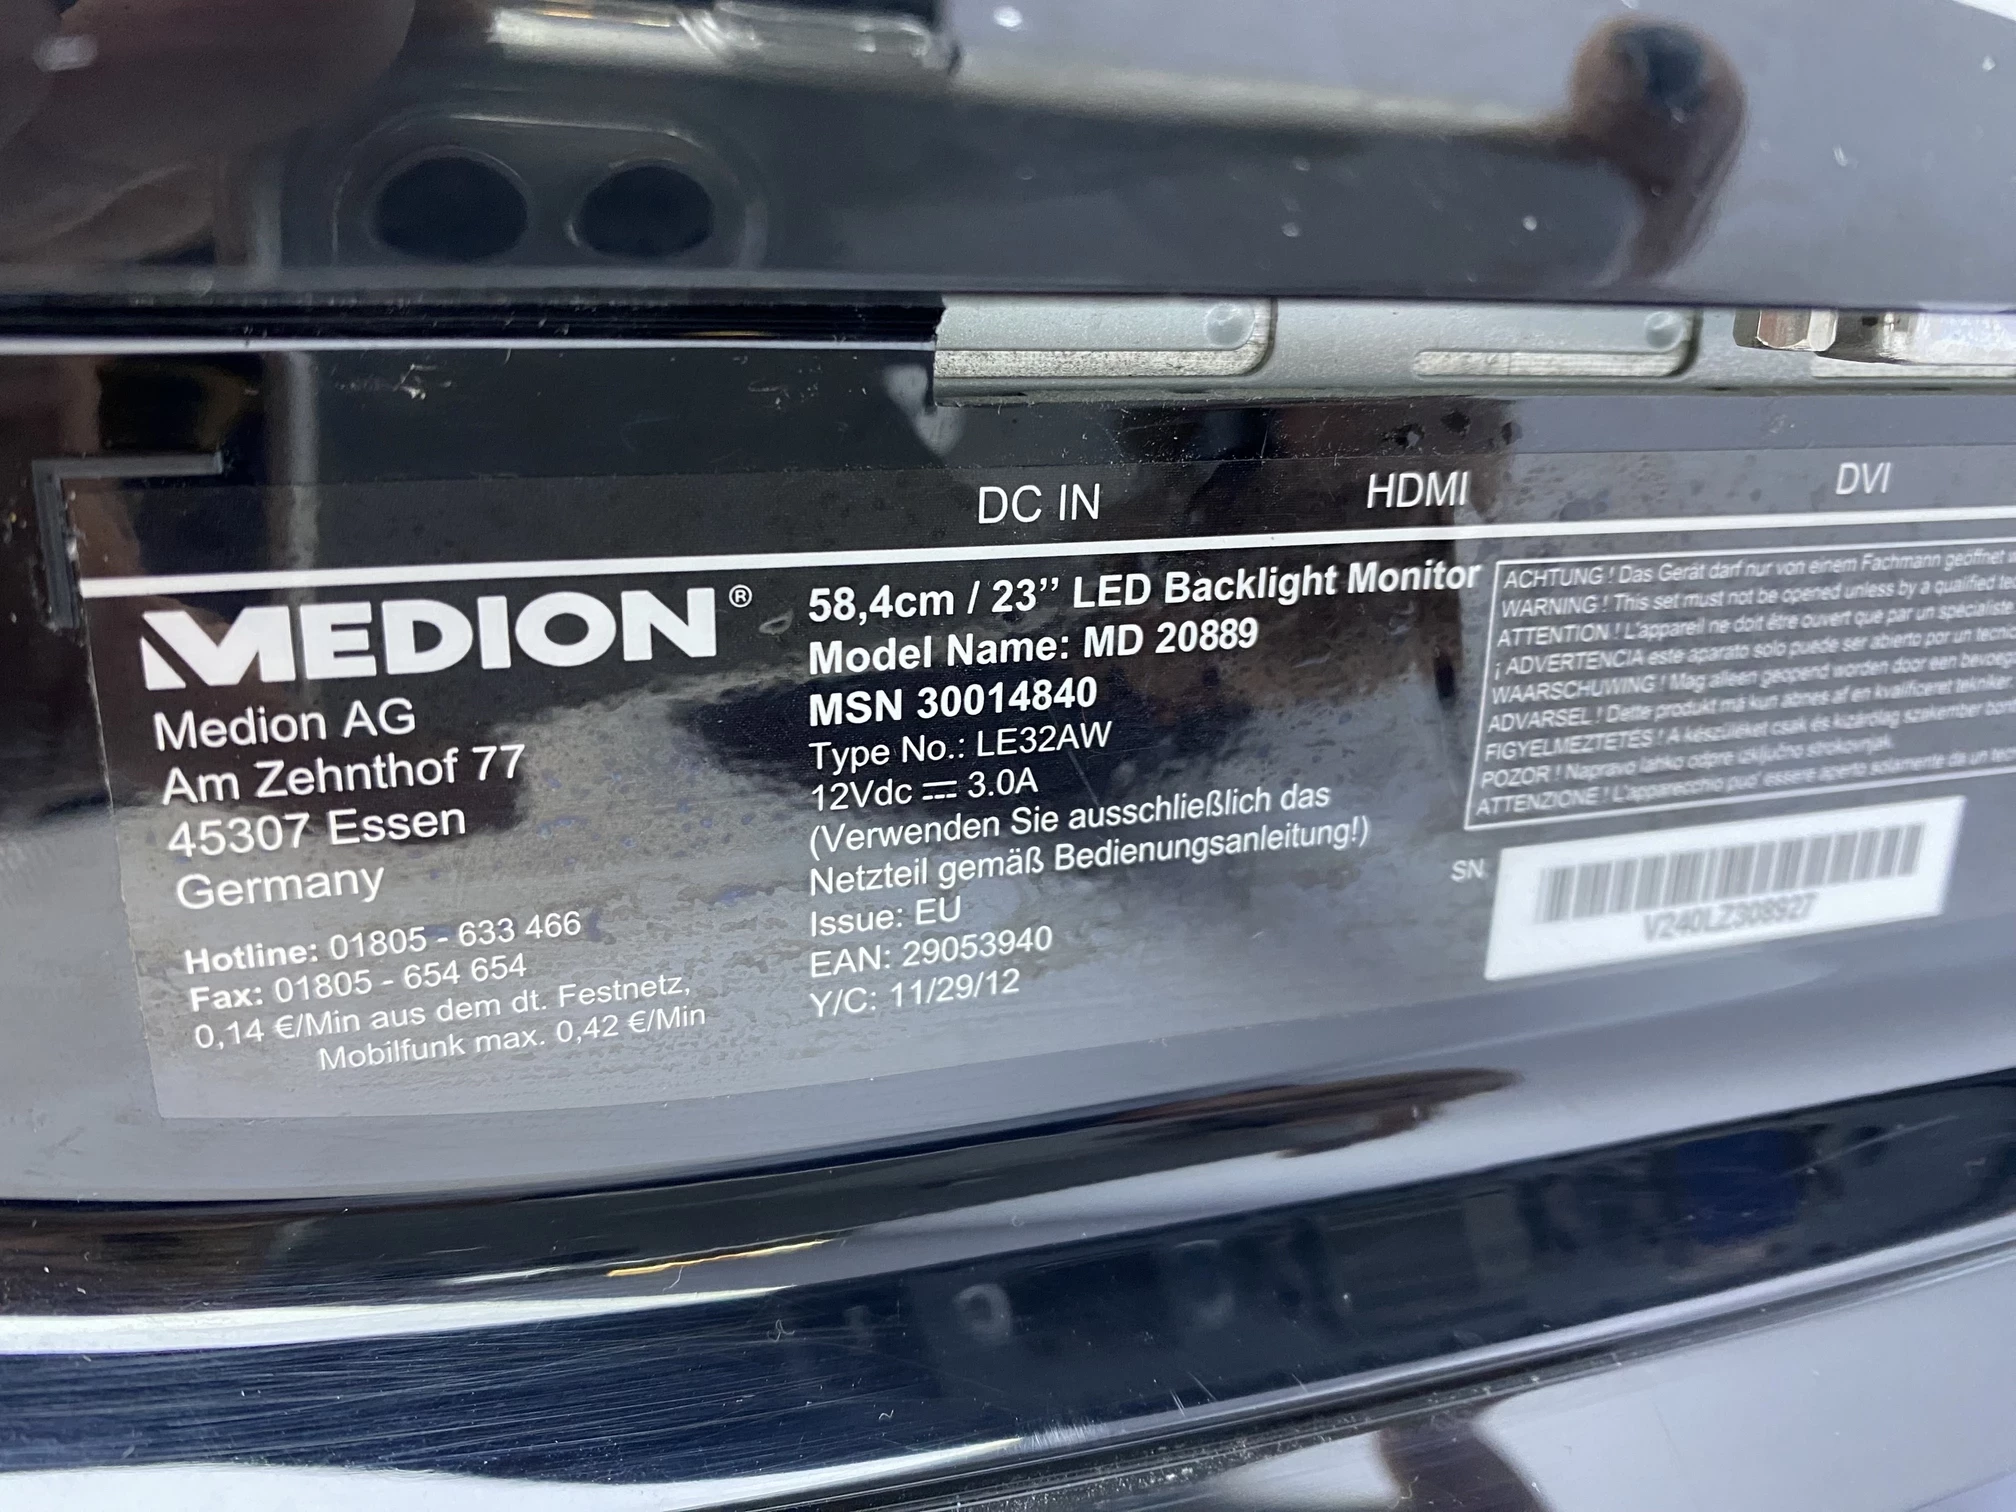 DC IN
HDMI
DVI
MEDION®
Medion AG
Am Zehnthof 77
45307 Essen
Germany
Hotline: 01805 - 633 466
Fax: 01805 - 654 654
0,14 €/Min aus dem dt. Festnetz,
Mobilfunk max. 0,42 €/Min
58,4cm / 23’’ LED Backlight Monitor
Model Name: MD 20889
MSN 30014840
Type No.: LE32AW
12Vdc ⎓ 3.0A
(Verwenden Sie ausschließlich das
Netzteil gemäß Bedienungsanleitung!)
Issue: EU
EAN: 29053940
Y/C: 11/29/12
ACHTUNG ! Das Gerät darf nur von einem Fachmann geöffnet
WARNING ! This set must not be opened unless by a qualified
ATTENTION ! L'appareil ne doit être ouvert que par un spécialist
¡ ADVERTENCIA este aparato solo puede ser abierto por un
WAARSCHUWING ! Mag alleen geopend worden door een
ADVARSEL ! Dette produkt må kun åbnes af en kvalificeret
FIGYELMEZTETÉS ! A készüléket csak és kizárólag szakember
POZOR ! Napravo lahko odpre izključno strokovnjak.
ATTENZIONE ! L'apparecchio puo' essere aperto solamente da un
SN
V240LZ308927